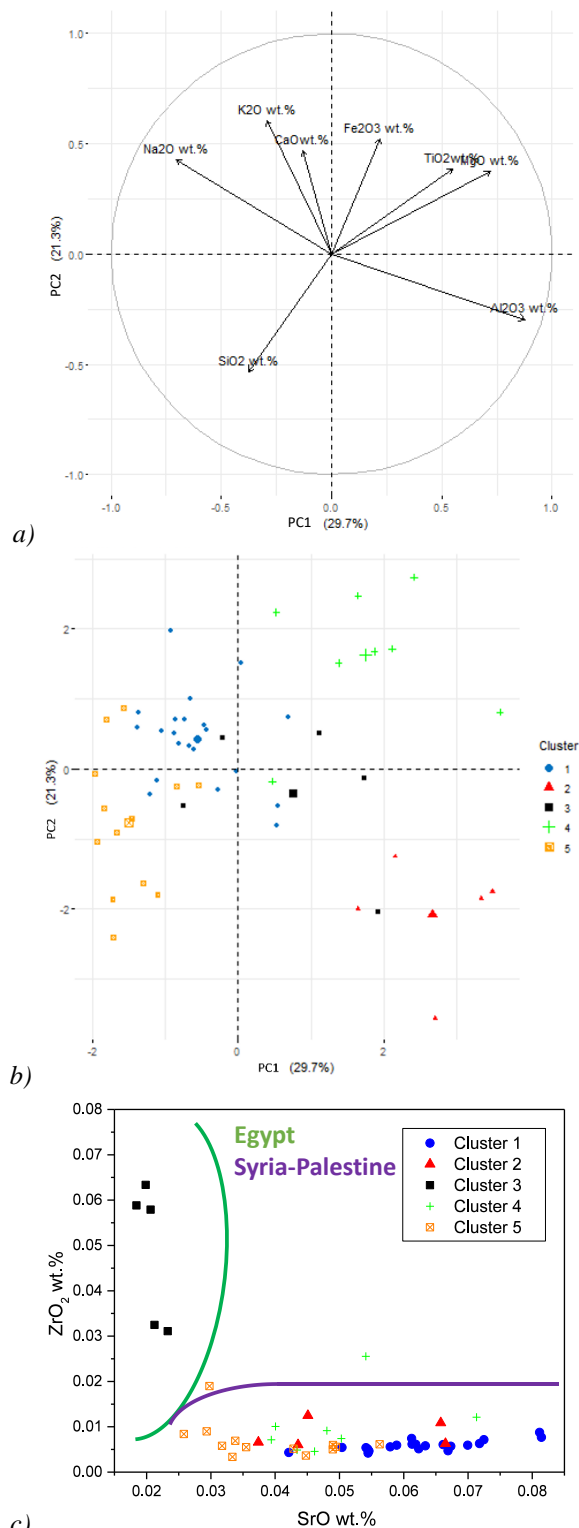 1.0
0.5
0.0
-0.5
-1.0
PC2 (21.3%)
K2O wt.%
CaO wt.%
Fe2O3 wt.%
Na2O wt.%
TiO2 wt.%
MgO wt.%
Al2O3 wt.%
SiO2 wt.%
-1.0 -0.5 0.0 0.5 1.0
PC1 (29.7%)
a)
2
0
-2
PC2 (21.3%)
Cluster
1
2
3
4
5
-2 0 2
PC1 (29.7%)
b)
0.08
0.07
0.06
0.05
0.04
0.03
0.02
0.01
0.00
ZrO2 wt.%
Egypt
Syria-Palestine
Cluster 1
Cluster 2
Cluster 3
Cluster 4
Cluster 5
0.02 0.03 0.04 0.05 0.06 0.07 0.08
SrO wt.%
c)